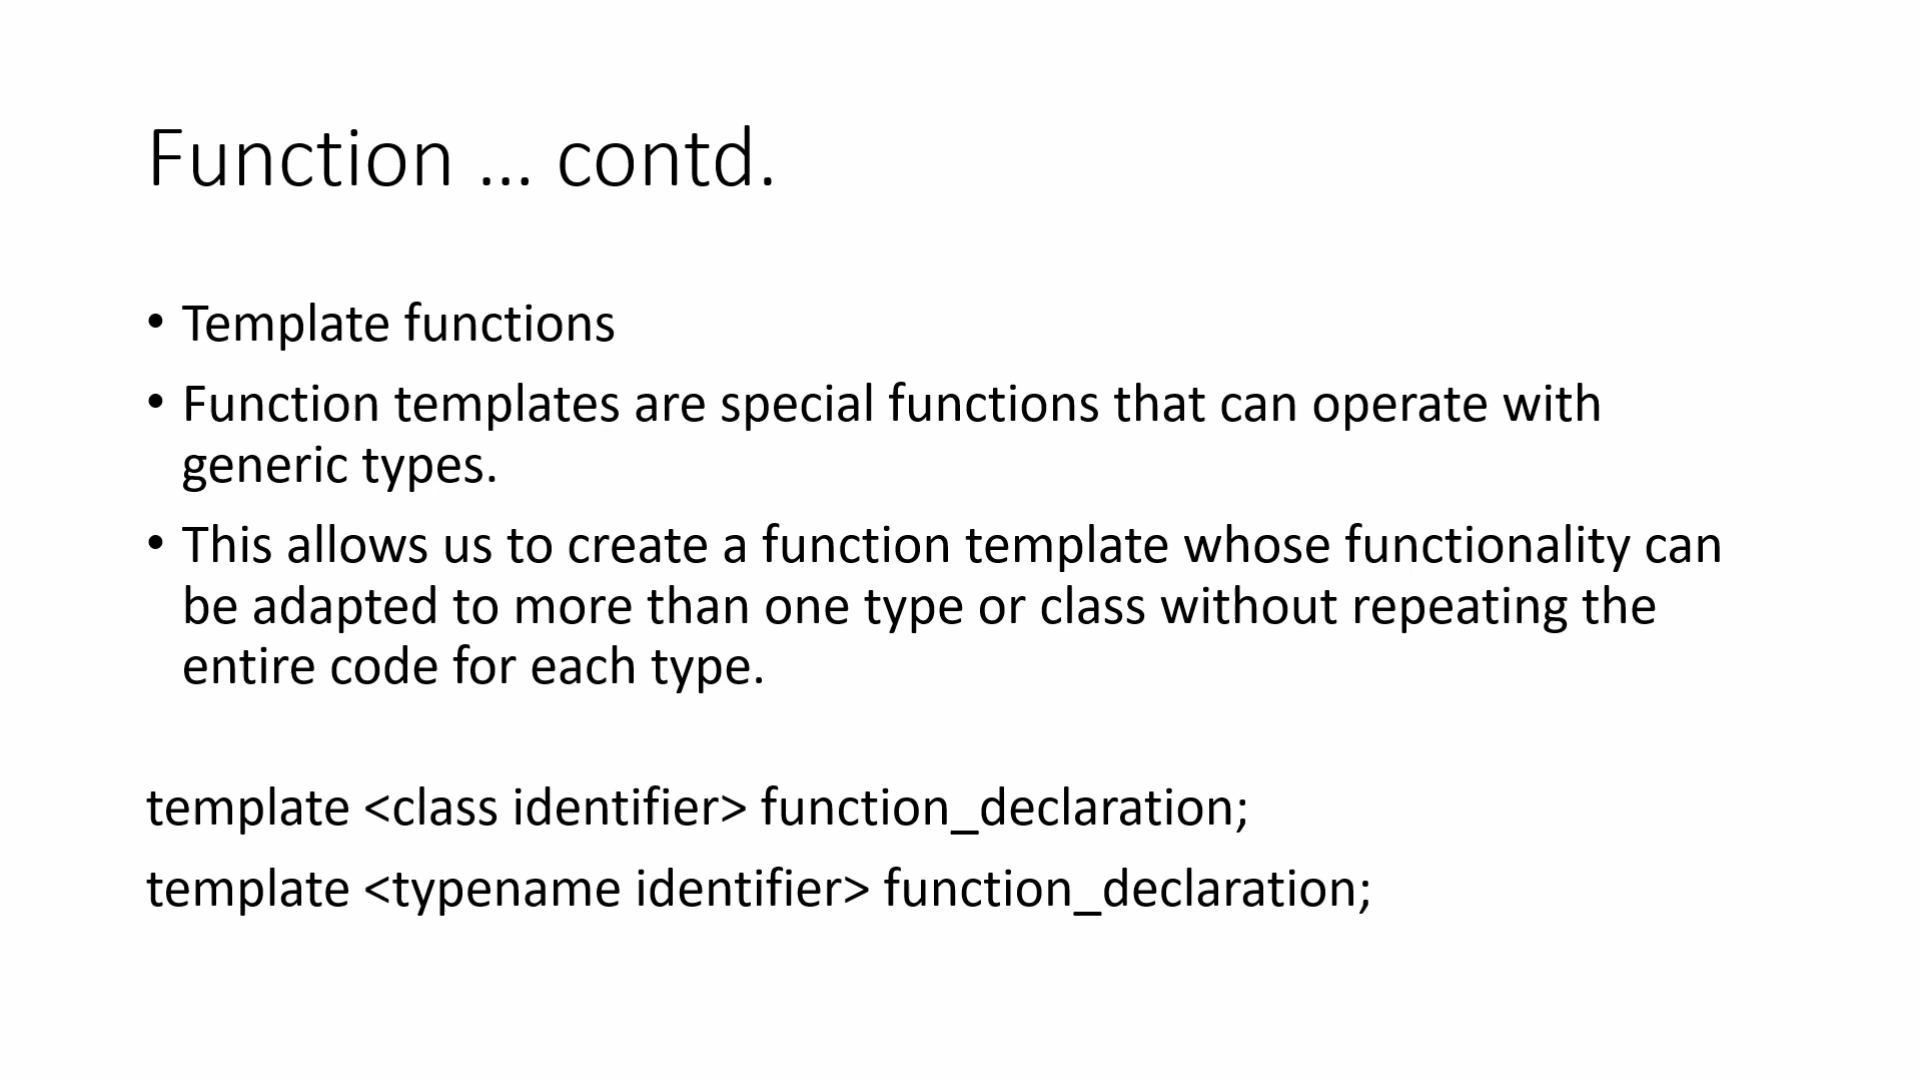 Function ... contd.
• Template functions
• Function templates are special functions that can operate with
generic types.
• This allows us to create a function template whose functionality can
be adapted to more than one type or class without repeating the
entire code for each type.
template <class identifier> function_declaration;
template <typename identifier> function_declaration;